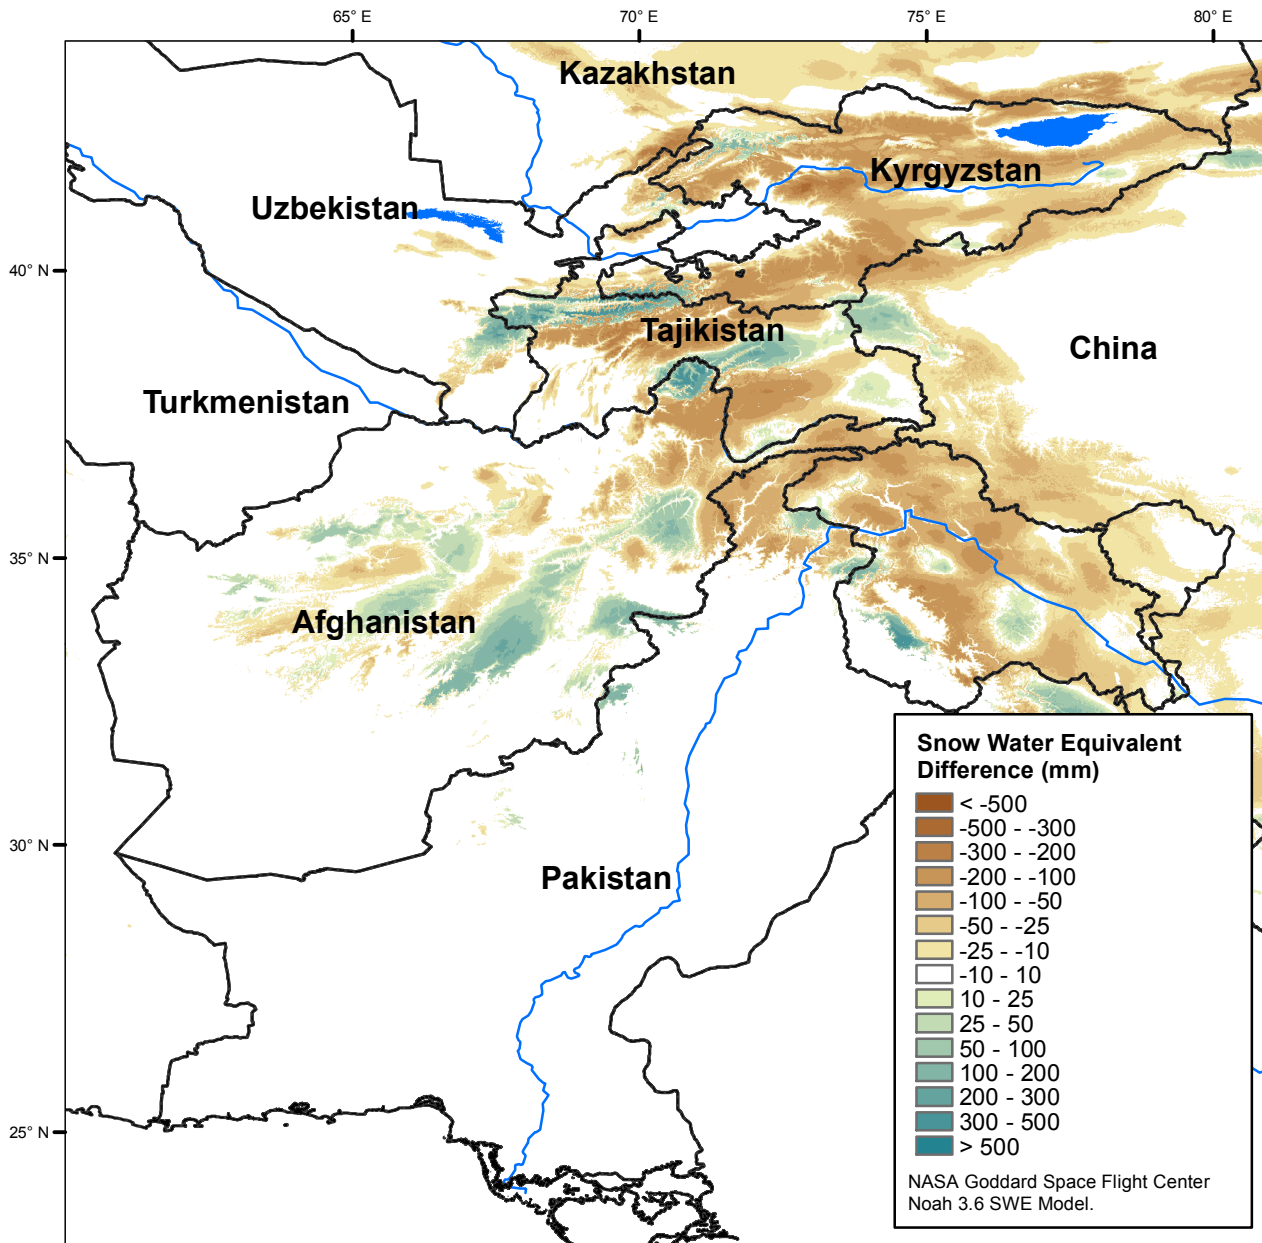 65° E
70° E
75° E
80° E
Kazakhstan
Kyrgyzstan
Uzbekistan
40° N
Tajikistan
China
Turkmenistan
35° N
Afghanistan
Snow Water Equivalent
Difference (mm)
< -500
-500 - -300
-300 - -200
-200 - -100
-100 - -50
-50 - -25
-25 - -10
-10 - 10
10 - 25
25 - 50
50 - 100
100 - 200
200 - 300
300 - 500
> 500
NASA Goddard Space Flight Center
Noah 3.6 SWE Model.
30° N
Pakistan
25° N